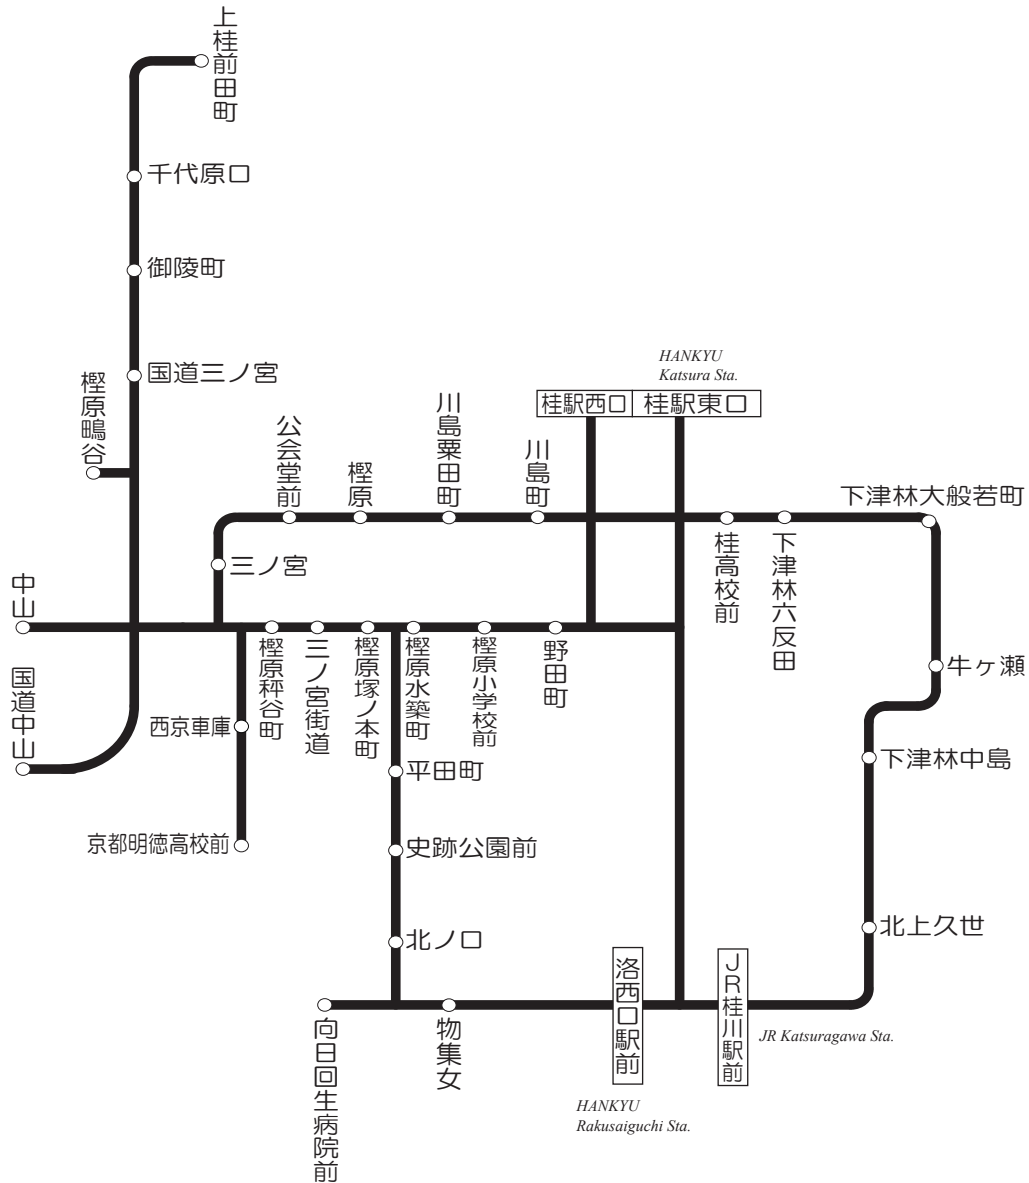 上桂前田町
千代原口
御陵町
国道三ノ宮
樫原鴫谷
HANKYU
Katsura Sta.
桂駅西口
桂駅東口
公会堂前
樫原
川島粟田町
川島町
下津林大般若町
三ノ宮
桂高校前
下津林六反田
中山
国道中山
樫原秤谷町
三ノ宮街道
樫原塚ノ本町
樫原水築町
樫原小学校前
野田町
牛ヶ瀬
西京車庫
平田町
下津林中島
京都明徳高校前
史跡公園前
北ノ口
北上久世
向日回生病院前
物集女
洛西口駅前
JR桂川駅前
JR Katsuragawa Sta.
HANKYU
Rakusaiguchi Sta.